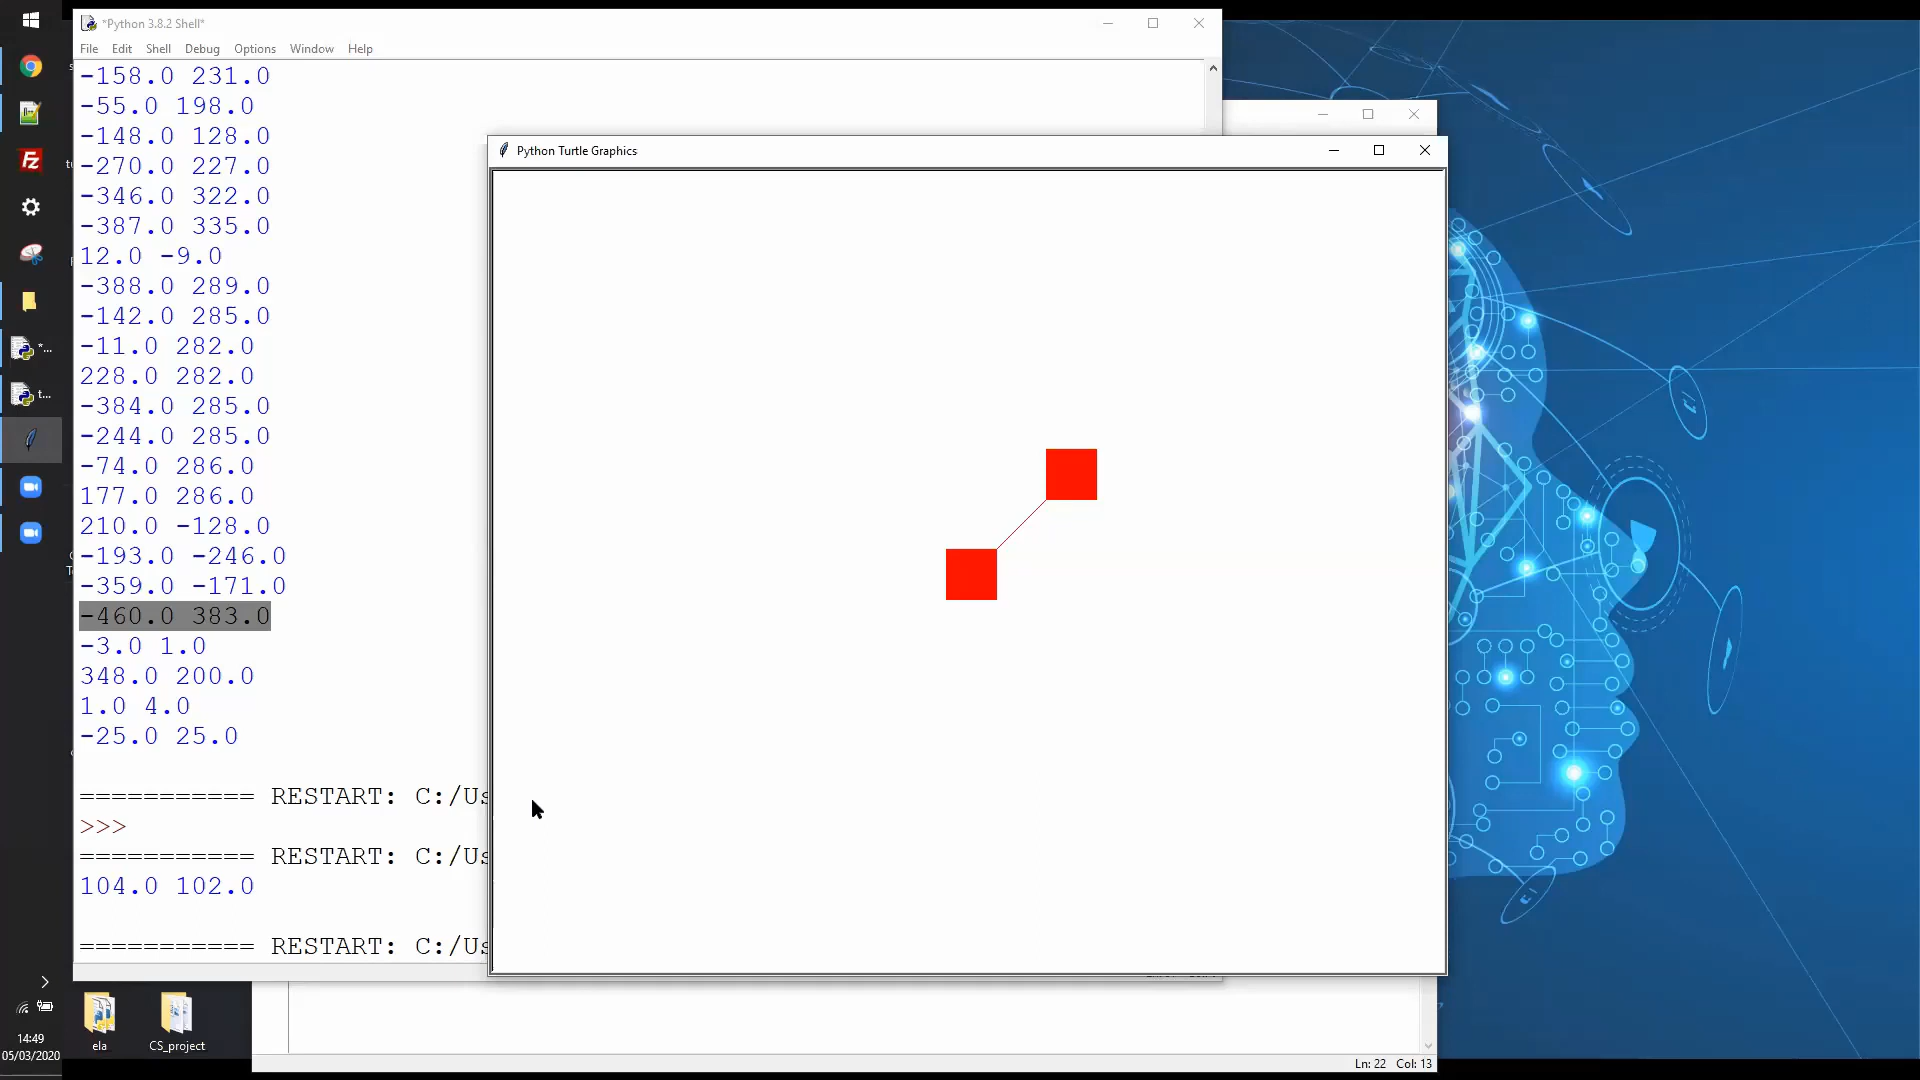 *Python 3.8.2 Shell*
File Edit Shell Debug Options Window Help
-158.0 231.0
-55.0 198.0
-148.0 128.0
-270.0 227.0
-346.0 322.0
-387.0 335.0
12.0 -9.0
-388.0 289.0
-142.0 285.0
-11.0 282.0
228.0 282.0
-384.0 285.0
-244.0 285.0
-74.0 286.0
177.0 286.0
210.0 -128.0
-193.0 -246.0
-359.0 -171.0
-460.0 383.0
-3.0 1.0
348.0 200.0
1.0 4.0
-25.0 25.0
=========== RESTART: C:/Us
>>>
=========== RESTART: C:/Us
104.0 102.0
=========== RESTART: C:/Us
Python Turtle Graphics
*...
t...
ela
CS_project
14:49
05/03/2020
Ln: 22 Col: 13